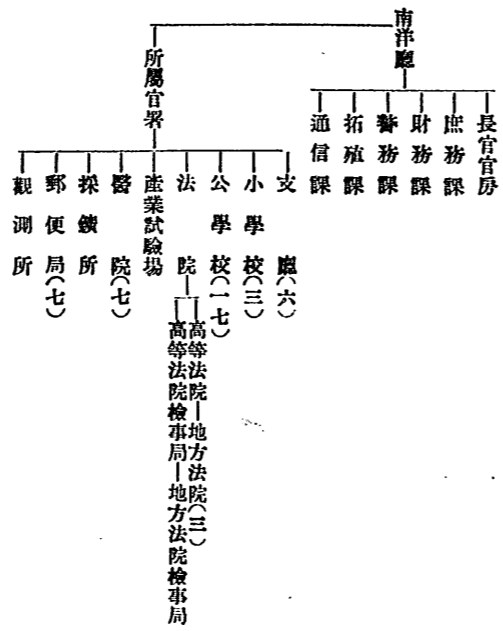 南洋廳
長官官房
庶務課
財務課
警務課
拓殖課
通信課
所屬官署
支廳(六)
小學校(三)
公學校(一七)
法院
高等法院
地方法院(三)
高等法院檢事局
地方法院檢事局
產業試驗場
醫院(七)
採鑛所
郵便局(七)
觀測所